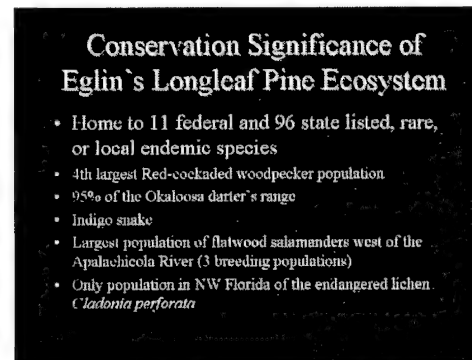 Conservation Significance of
Eglin`s Longleaf Pine Ecosystem
• Home to 11 federal and 96 state listed, rare,
or local endemic species
• 4th largest Red-cockaded woodpecker population
• 95% of the Okaloosa darter's range
• Indigo snake
• Largest population of flatwood salamanders west of the
Apalachicola River (3 breeding populations)
• Only population in NW Florida of the endangered lichen
Cladonia perforata